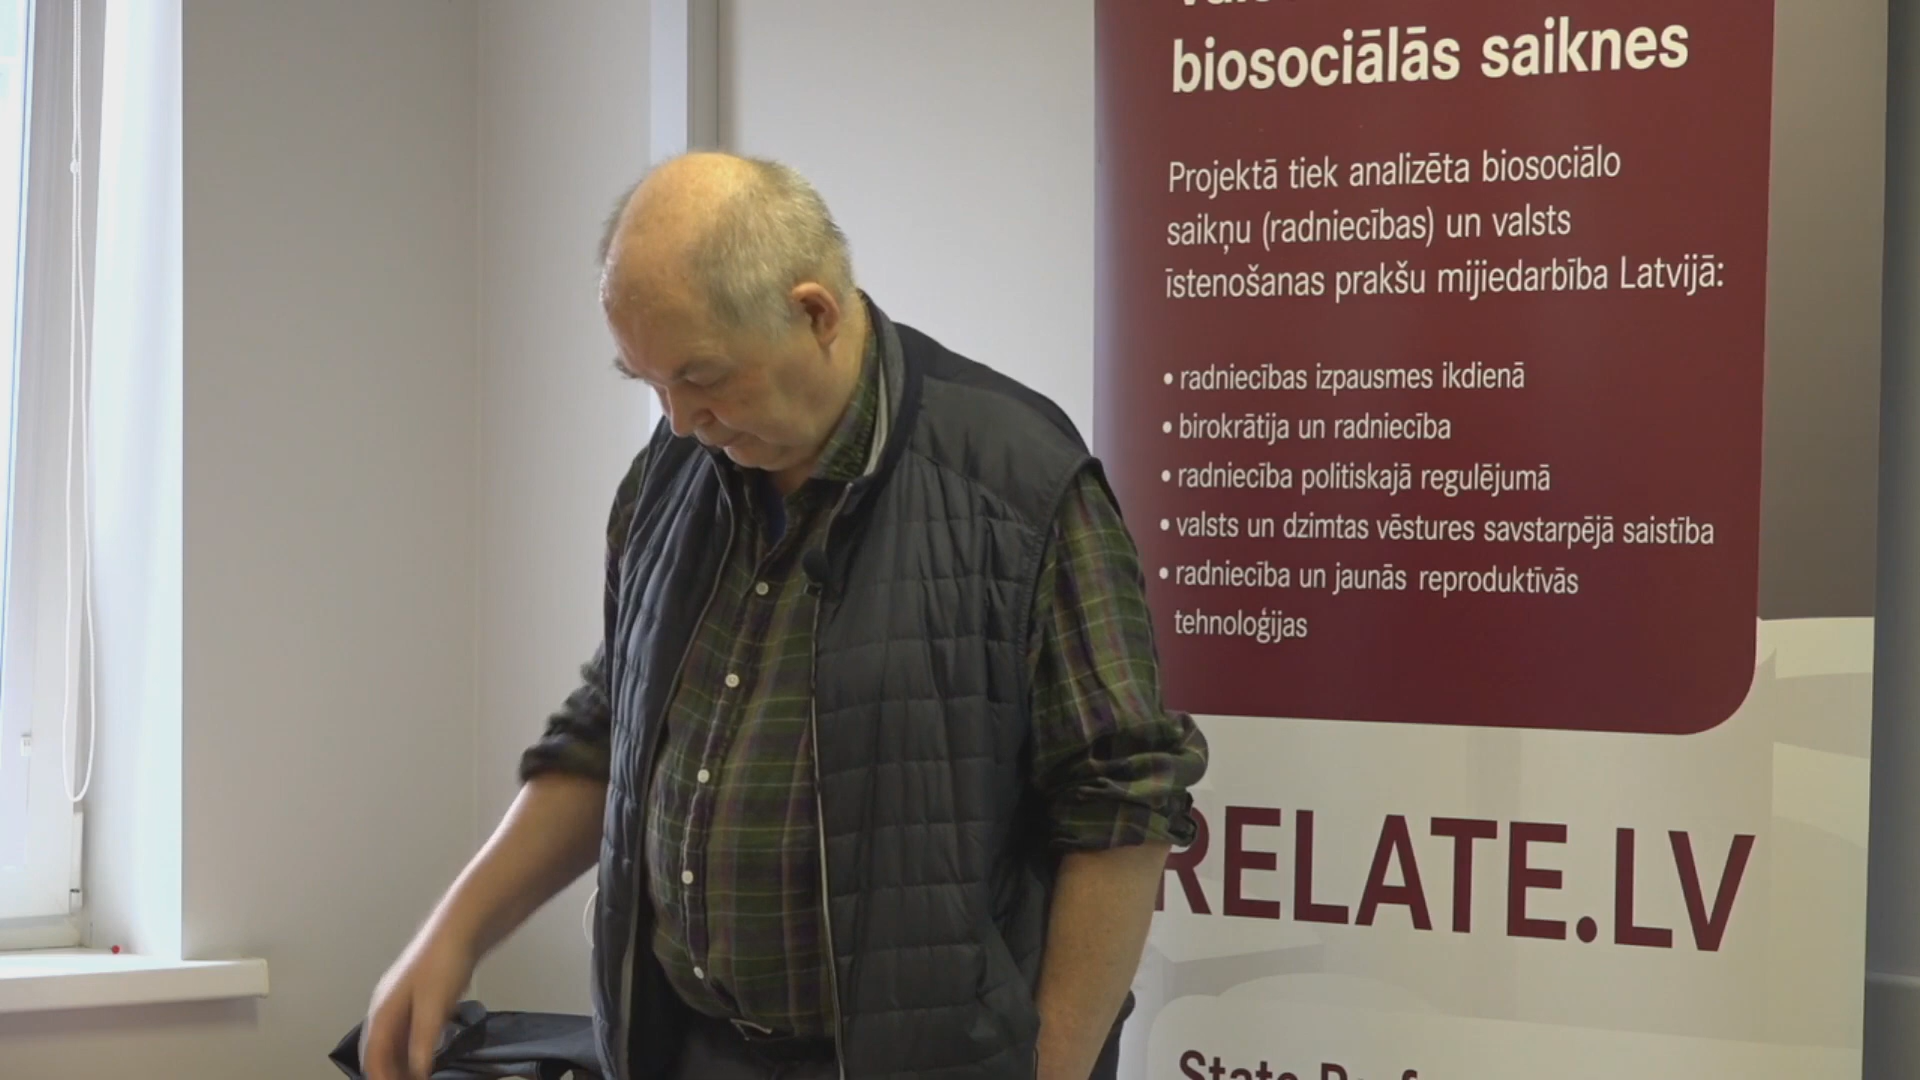 biosociālās saiknes
Projektā tiek analizēta biosociālo
saikņu (radniecības) un valsts
īstenošanas prakšu mijiedarbība Latvijā:
• radniecības izpausmes ikdienā
• birokrātija un radniecība
• radniecība politiskajā regulējumā
• valsts un dzimtas vēstures savstarpējā saistība
• radniecība un jaunās reproduktīvās
tehnoloģijas
RELATE.LV
State